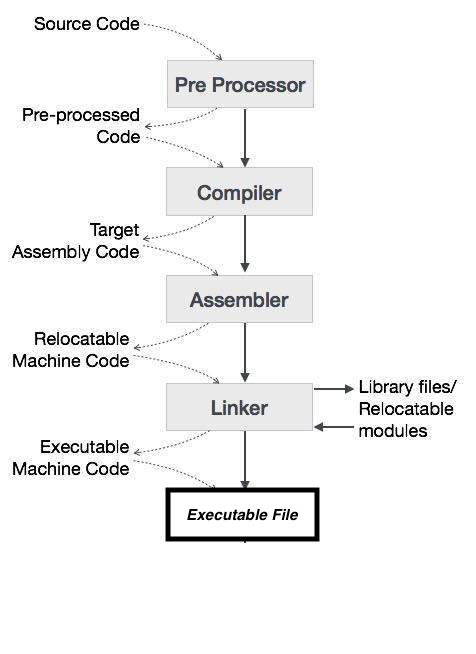 Source Code
Pre Processor
Pre-processed
Code
Compiler
Target
Assembly Code
Assembler
Relocatable
Machine Code
Linker
Library files/
Relocatable
modules
Executable
Machine Code
Executable File